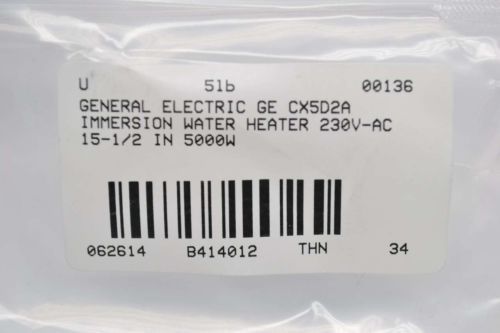 U 51b 00136
GENERAL ELECTRIC GE CX5D2A
IMMERSION WATER HEATER 230V-AC
15-1/2 IN 5000W
062614 B414012 THN 34